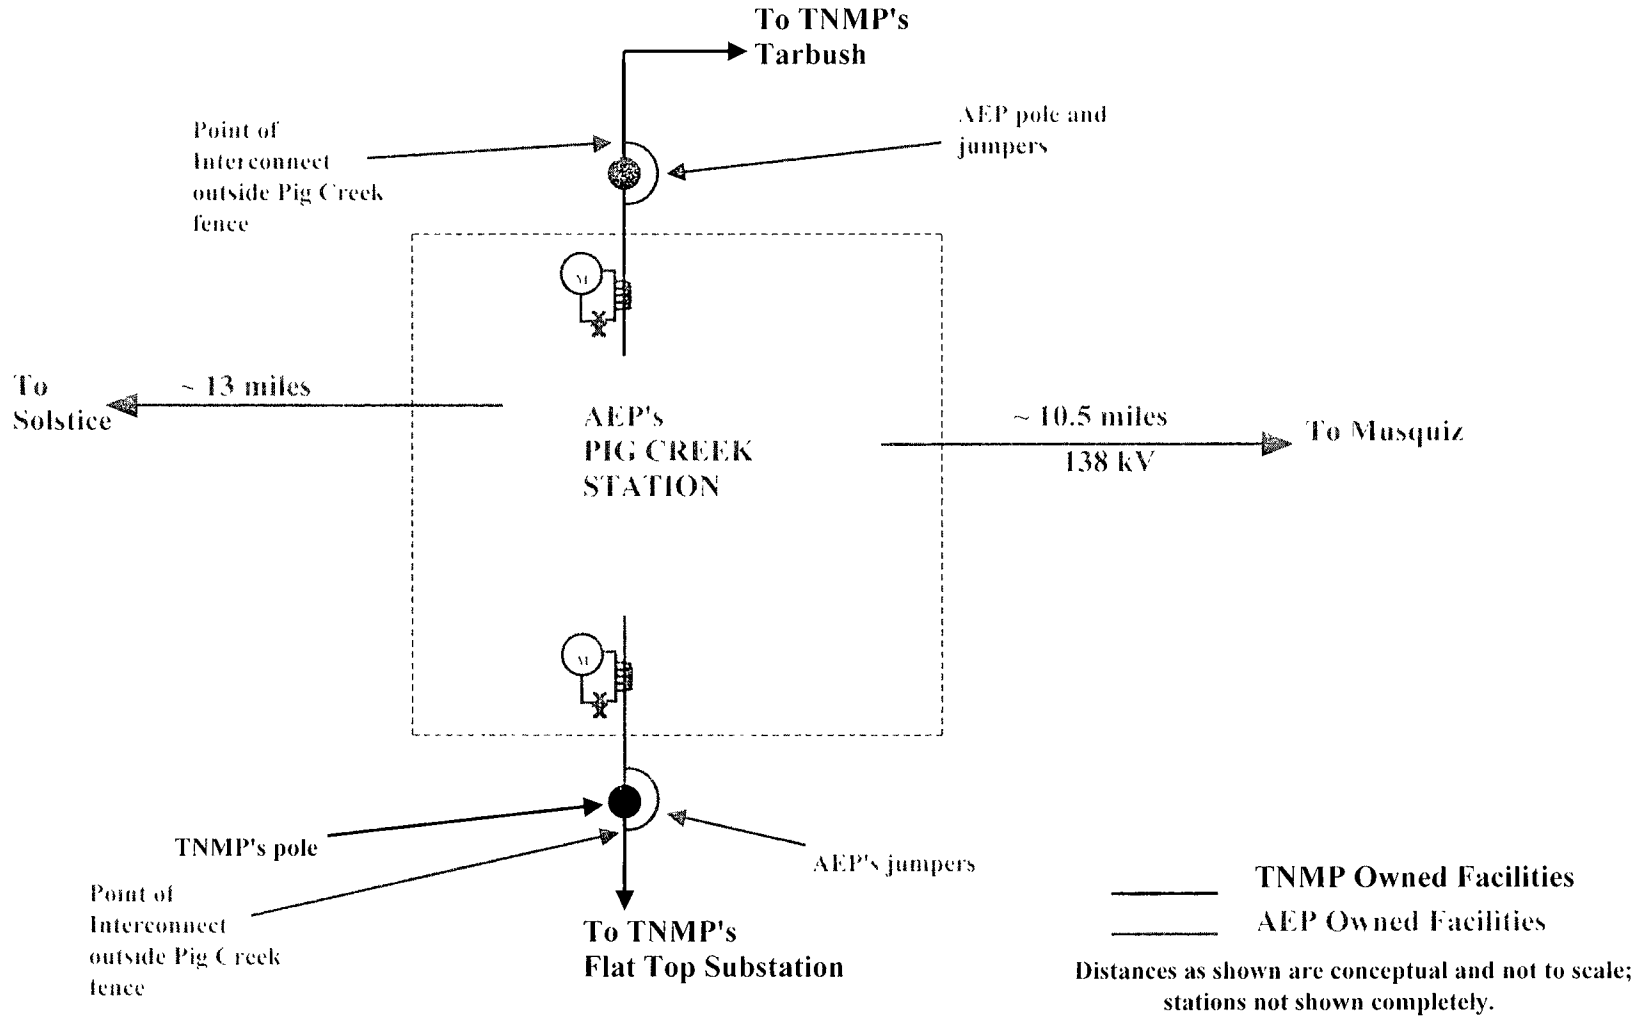 To TNMP's
Tarbush
AEP pole and
jumpers
Point of
Interconnect
outside Pig Creek
fence
M
To
Solstice
~ 13 miles
AEP's
PIG CREEK
STATION
~ 10.5 miles
138 kV
To Musquiz
M
TNMP's pole
AEP's jumpers
Point of
Interconnect
outside Pig Creek
fence
To TNMP's
Flat Top Substation
TNMP Owned Facilities
AEP Owned Facilities
Distances as shown are conceptual and not to scale;
stations not shown completely.